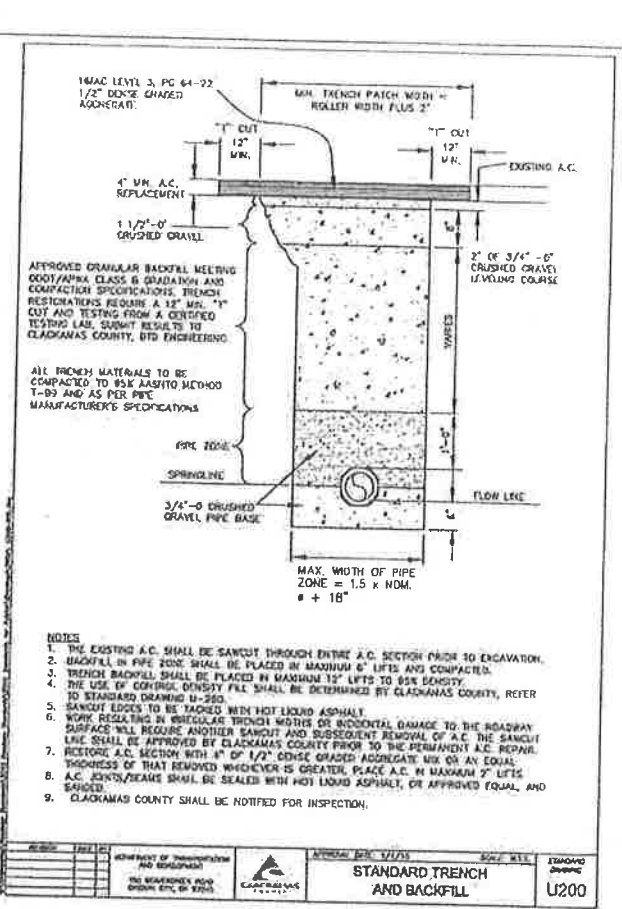 1/2" DENSE GRADED
AGGREGATE
MIN. TRENCH PATCH WIDTH =
ROLLER WIDTH PLUS 2"
"T" CUT
12"
MIN.
"T" CUT
12"
MIN.
EXISTING A.C.
4" MIN. A.C.
REPLACEMENT
1 1/2"-0"
CRUSHED GRAVEL
2" OF 3/4" -0"
CRUSHED GRAVEL
LEVELING COURSE
APPROVED GRANULAR BACKFILL MEETING
ODOT/APWA CLASS B GRADATION AND
COMPACTION SPECIFICATIONS, TRENCH
RESTORATIONS REQUIRE A 12" MIN. "T"
CUT AND TESTING FROM A CERTIFIED
TESTING LAB, SUBMIT RESULTS TO
CLACKAMAS COUNTY, DTD ENGINEERING
VARIES
ALL TRENCH MATERIALS TO BE
COMPACTED TO 95% AASHTO METHOD
T-99 AND AS PER PIPE
MANUFACTURER'S SPECIFICATIONS
PIPE ZONE
1'-0"
SPRINGLINE
FLOW LINE
3/4"-0 CRUSHED
GRAVEL PIPE BASE
MAX. WIDTH OF PIPE
ZONE = 1.5 x NOM.
+ 18"
NOTES
1. THE EXISTING A.C. SHALL BE SAWCUT THROUGH ENTIRE A.C. SECTION PRIOR TO EXCAVATION.
2. BACKFILL IN PIPE ZONE SHALL BE PLACED IN MAXIMUM 6" LIFTS AND COMPACTED.
3. TRENCH BACKFILL SHALL BE PLACED IN MAXIMUM 12" LIFTS TO 95% DENSITY.
4. THE USE OF CONTROL DENSITY FILL SHALL BE DETERMINED BY CLACKAMAS COUNTY, REFER
TO STANDARD DRAWING U-250.
5. SAWCUT EDGES TO BE TACKED WITH HOT LIQUID ASPHALT.
6. WORK RESULTING IN IRREGULAR TRENCH WIDTHS OR INCIDENTAL DAMAGE TO THE ROADWAY
SURFACE WILL REQUIRE ANOTHER SAWCUT AND SUBSEQUENT REMOVAL OF A.C. THE SAWCUT
LINE SHALL BE APPROVED BY CLACKAMAS COUNTY PRIOR TO THE PERMANENT A.C. REPAIR.
7. RESTORE A.C. SECTION WITH 4" OF 1/2" DENSE GRADED AGGREGATE MIX OR AN EQUAL
THICKNESS OF THAT REMOVED WHICHEVER IS GREATER, PLACE A.C. IN MAXIMUM 2" LIFTS
8. A.C. JOINTS/SEAMS SHALL BE SEALED WITH HOT LIQUID ASPHALT, OR APPROVED EQUAL, AND
SANDED.
9. CLACKAMAS COUNTY SHALL BE NOTIFIED FOR INSPECTION.
DEPARTMENT OF TRANSPORTATION
AND DEVELOPMENT
CLACKAMAS
COUNTY
STANDARD TRENCH
AND BACKFILL
STANDARD
DRAWING
U200